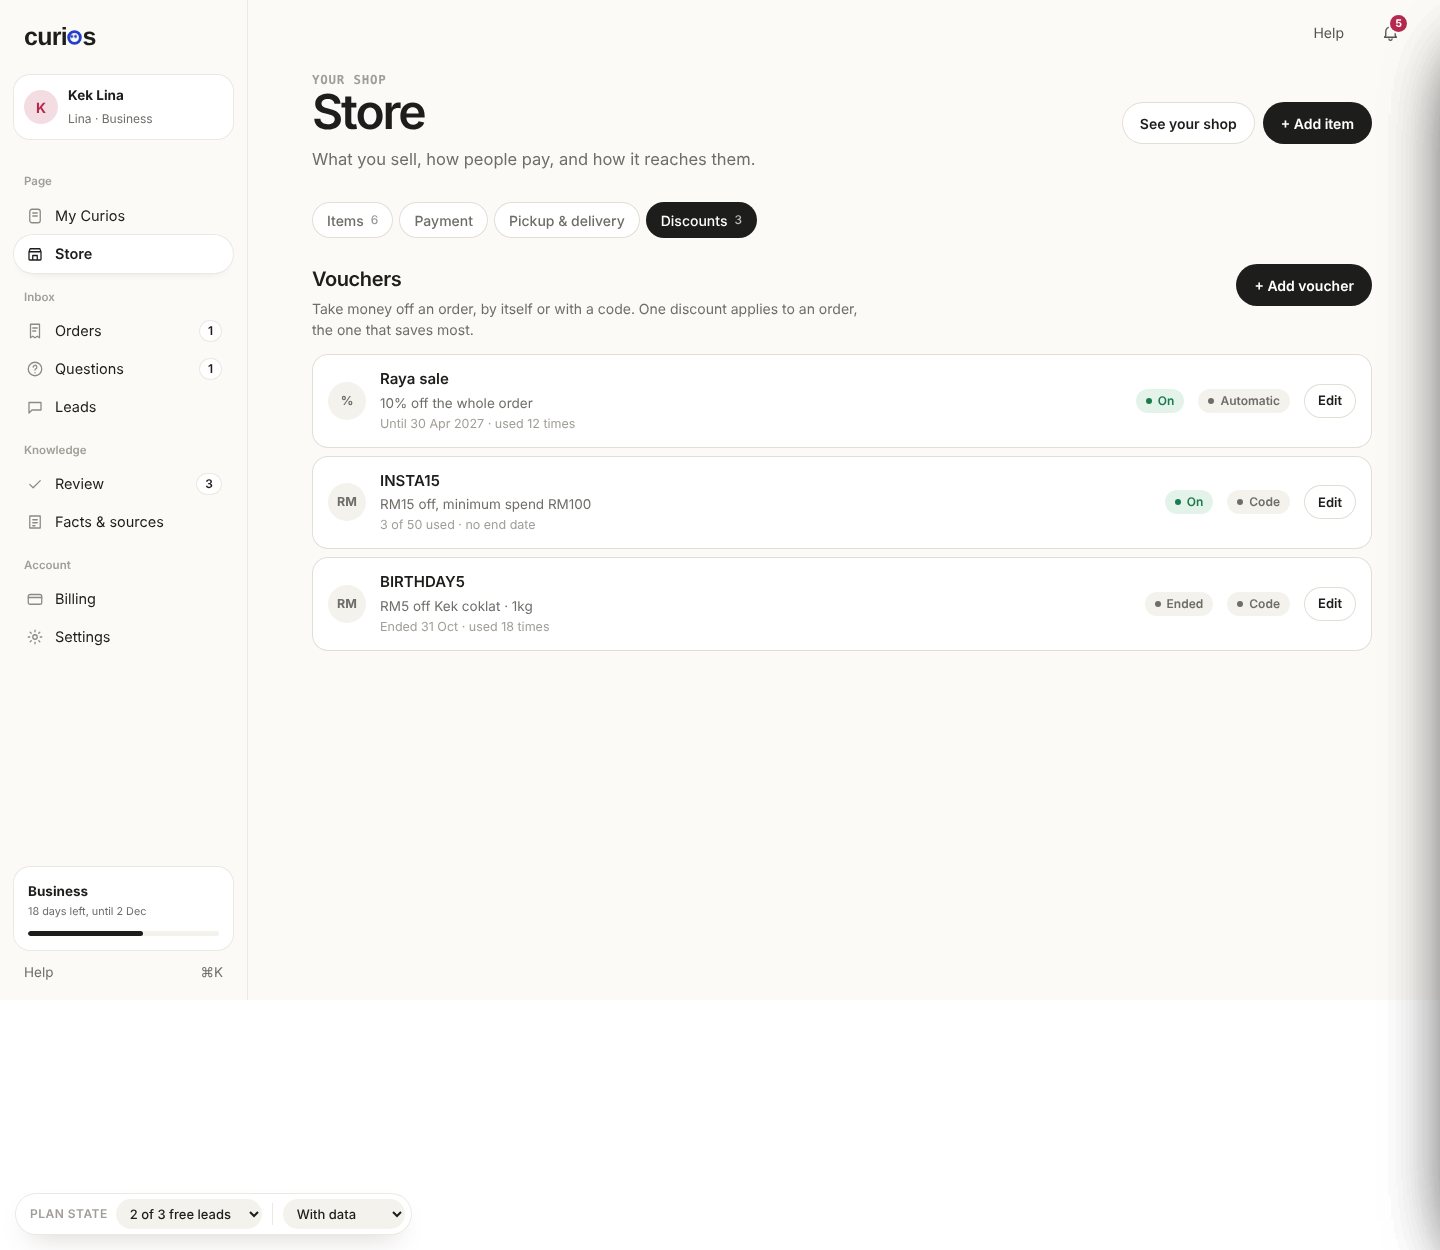 curios
Kek Lina
Lina · Business
Page
My Curios
Store
Inbox
Orders 1
Questions 1
Leads
Knowledge
Review 3
Facts & sources
Account
Billing
Settings
Business
18 days left, until 2 Dec
Help ⌘K
Help 5
YOUR SHOP
Store
What you sell, how people pay, and how it reaches them.
See your shop
+ Add item
Items 6
Payment
Pickup & delivery
Discounts 3
Vouchers
Take money off an order, by itself or with a code. One discount applies to an order,
the one that saves most.
+ Add voucher
%
Raya sale
10% off the whole order
Until 30 Apr 2027 · used 12 times
On
Automatic
Edit
RM
INSTA15
RM15 off, minimum spend RM100
3 of 50 used · no end date
On
Code
Edit
RM
BIRTHDAY5
RM5 off Kek coklat · 1kg
Ended 31 Oct · used 18 times
Ended
Code
Edit
PLAN STATE
2 of 3 free leads
With data
K